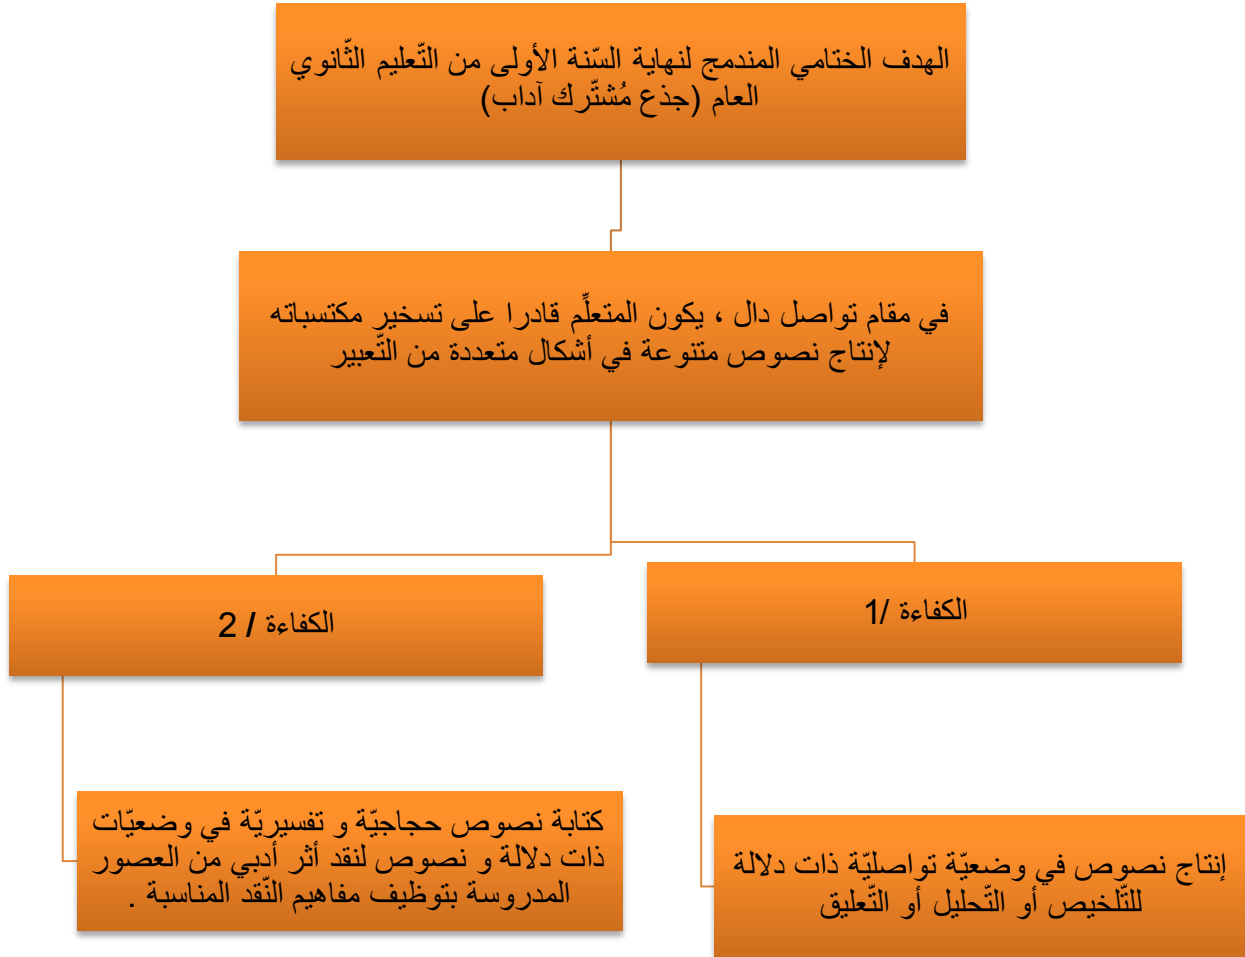 الهدف الختامي المندمج لنهاية السّنة الأولى من التّعليم الثّانوي
العام (جذع مُشتّرك آداب)
في مقام تواصل دال ، يكون المتعلِّم قادرا على تسخير مكتسباته
لإنتاج نصوص متنوعة في أشكال متعددة من التّعبير
الكفاءة /1
الكفاءة / 2
إنتاج نصوص في وضعيّة تواصليّة ذات دلالة
للتّلخيص أو التّحليل أو التّعليق
كتابة نصوص حجاجيّة و تفسيريّة في وضعيّات
ذات دلالة و نصوص لنقد أثر أدبي من العصور
المدروسة بتوظيف مفاهيم النّقد المناسبة .